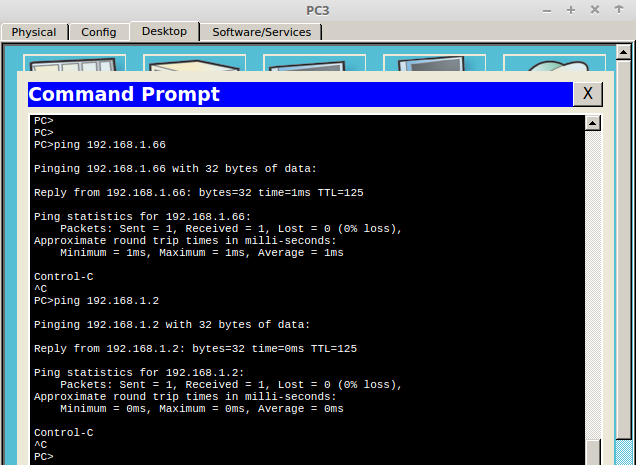 PC3
Physical Config Desktop Software/Services
Command Prompt X
PC>
PC>
PC>ping 192.168.1.66
Pinging 192.168.1.66 with 32 bytes of data:
Reply from 192.168.1.66: bytes=32 time=1ms TTL=125
Ping statistics for 192.168.1.66:
Packets: Sent = 1, Received = 1, Lost = 0 (0% loss),
Approximate round trip times in milli-seconds:
Minimum = 1ms, Maximum = 1ms, Average = 1ms
Control-C
^C
PC>ping 192.168.1.2
Pinging 192.168.1.2 with 32 bytes of data:
Reply from 192.168.1.2: bytes=32 time=0ms TTL=125
Ping statistics for 192.168.1.2:
Packets: Sent = 1, Received = 1, Lost = 0 (0% loss),
Approximate round trip times in milli-seconds:
Minimum = 0ms, Maximum = 0ms, Average = 0ms
Control-C
^C
PC>